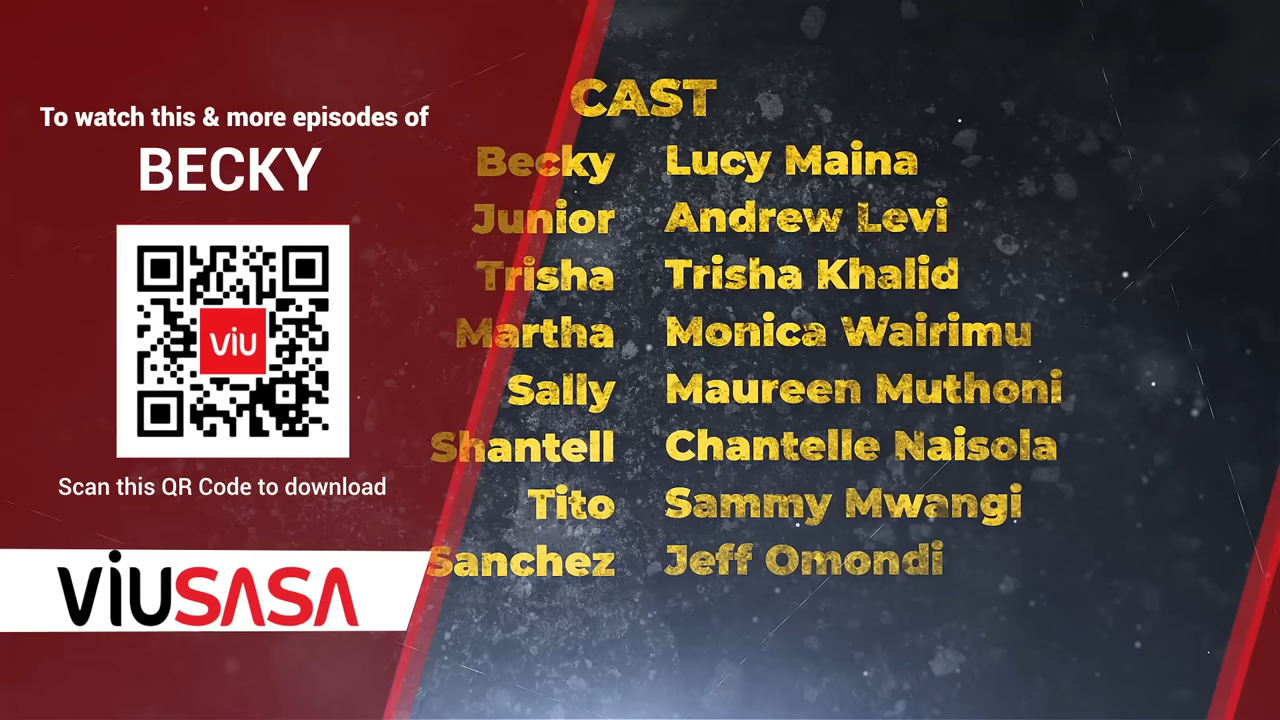 To watch this & more episodes of
BECKY
viu
Scan this QR Code to download
viusasa
CAST
Becky Lucy Maina
Junior Andrew Levi
Trisha Trisha Khalid
Martha Monica Wairimu
Sally Maureen Muthoni
Shantell Chantelle Naisola
Tito Sammy Mwangi
Sanchez Jeff Omondi